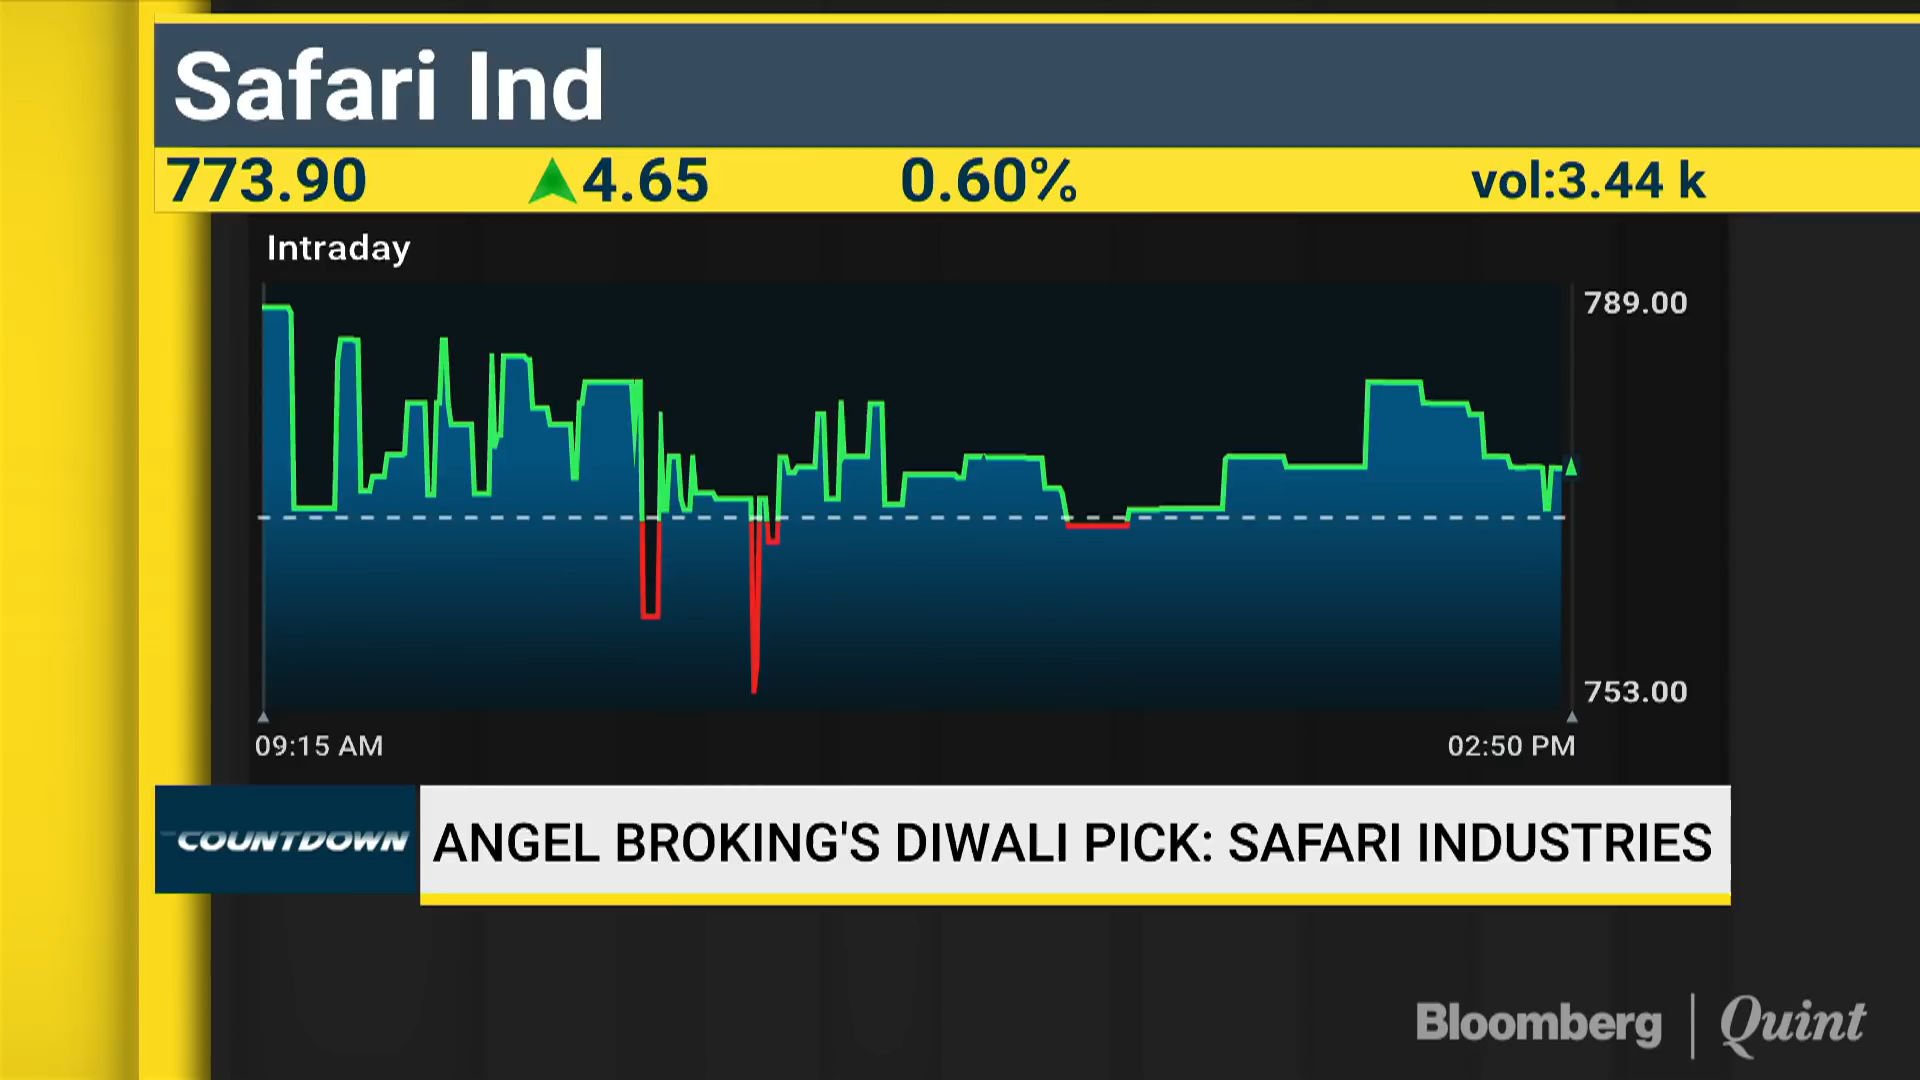 Safari Ind
773.90 ▲4.65 0.60% vol:3.44 k
Intraday
789.00
753.00
09:15 AM 02:50 PM
COUNTDOWN
ANGEL BROKING'S DIWALI PICK: SAFARI INDUSTRIES
Bloomberg | Quint